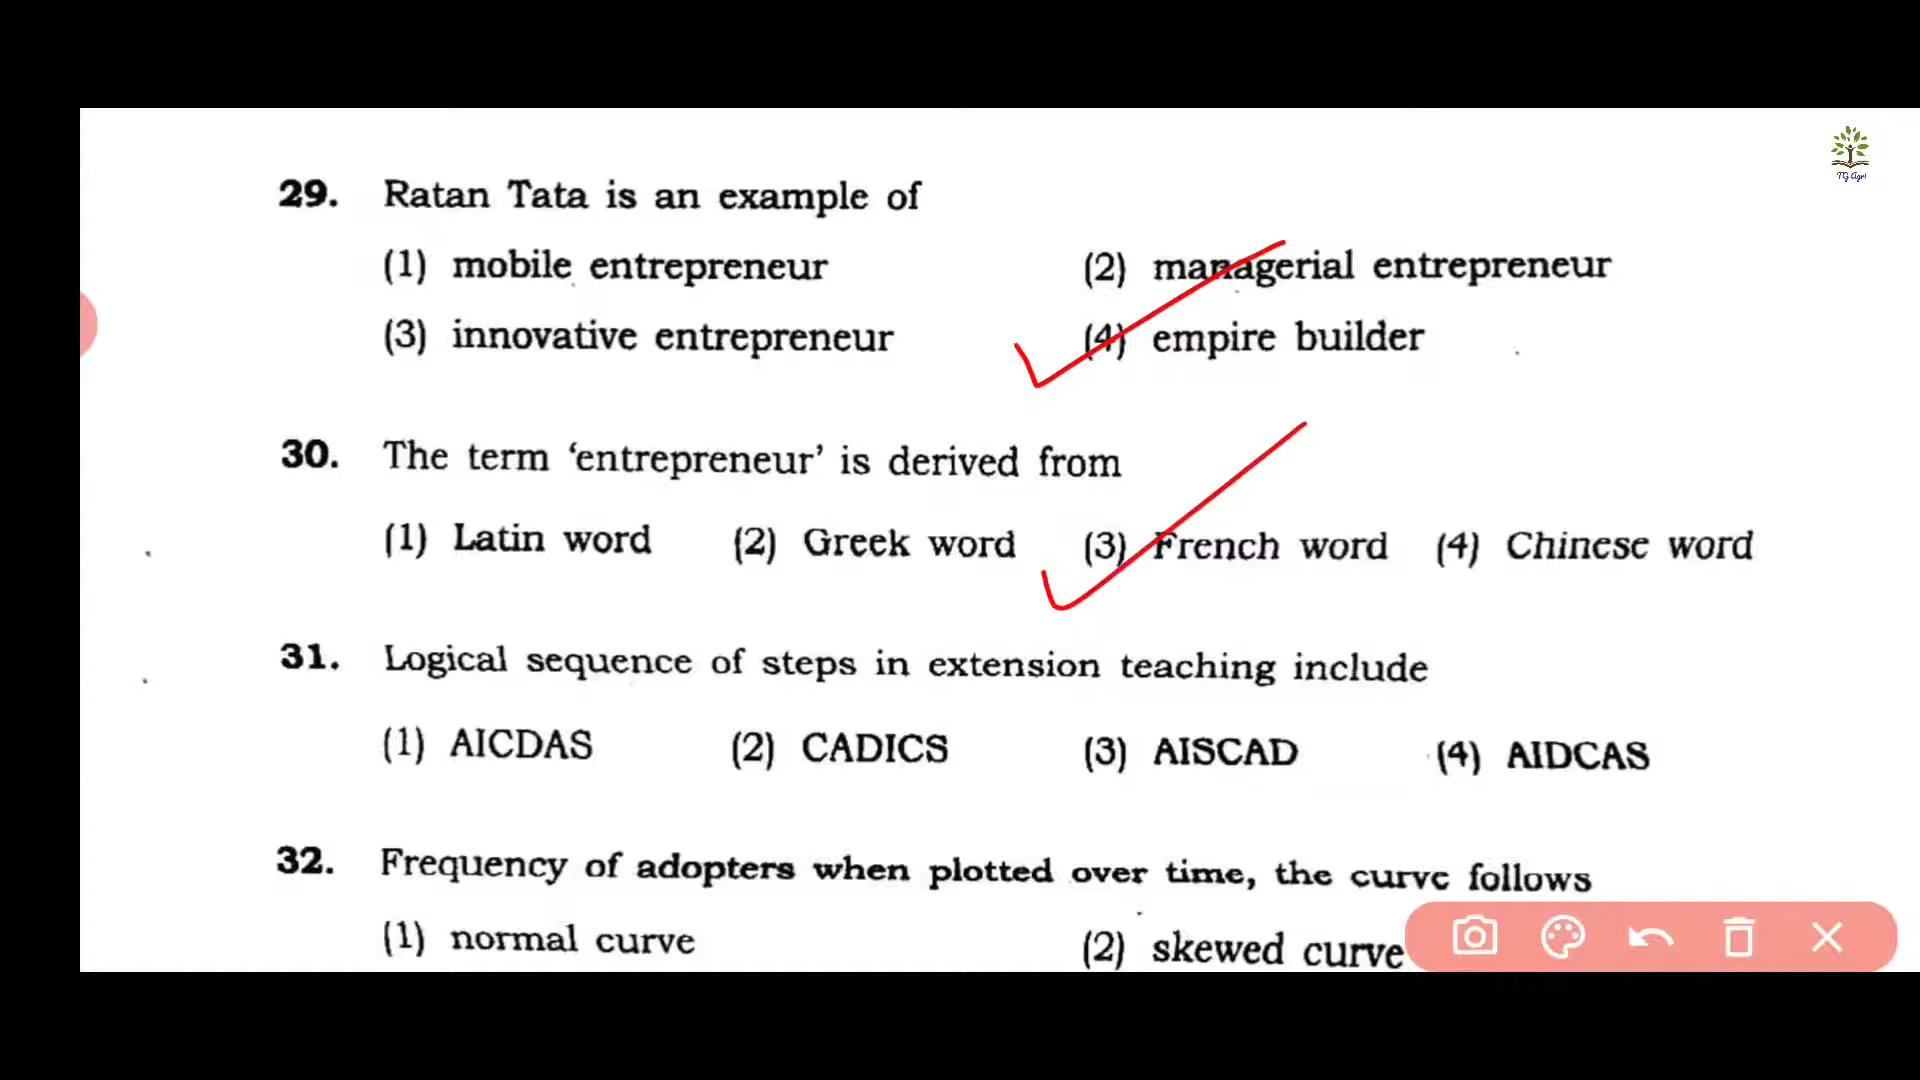 TG Agri
29. Ratan Tata is an example of
(1) mobile entrepreneur (2) managerial entrepreneur
(3) innovative entrepreneur (4) empire builder
30. The term ‘entrepreneur’ is derived from
(1) Latin word (2) Greek word (3) French word (4) Chinese word
31. Logical sequence of steps in extension teaching include
(1) AICDAS (2) CADICS (3) AISCAD (4) AIDCAS
32. Frequency of adopters when plotted over time, the curve follows
(1) normal curve (2) skewed curve